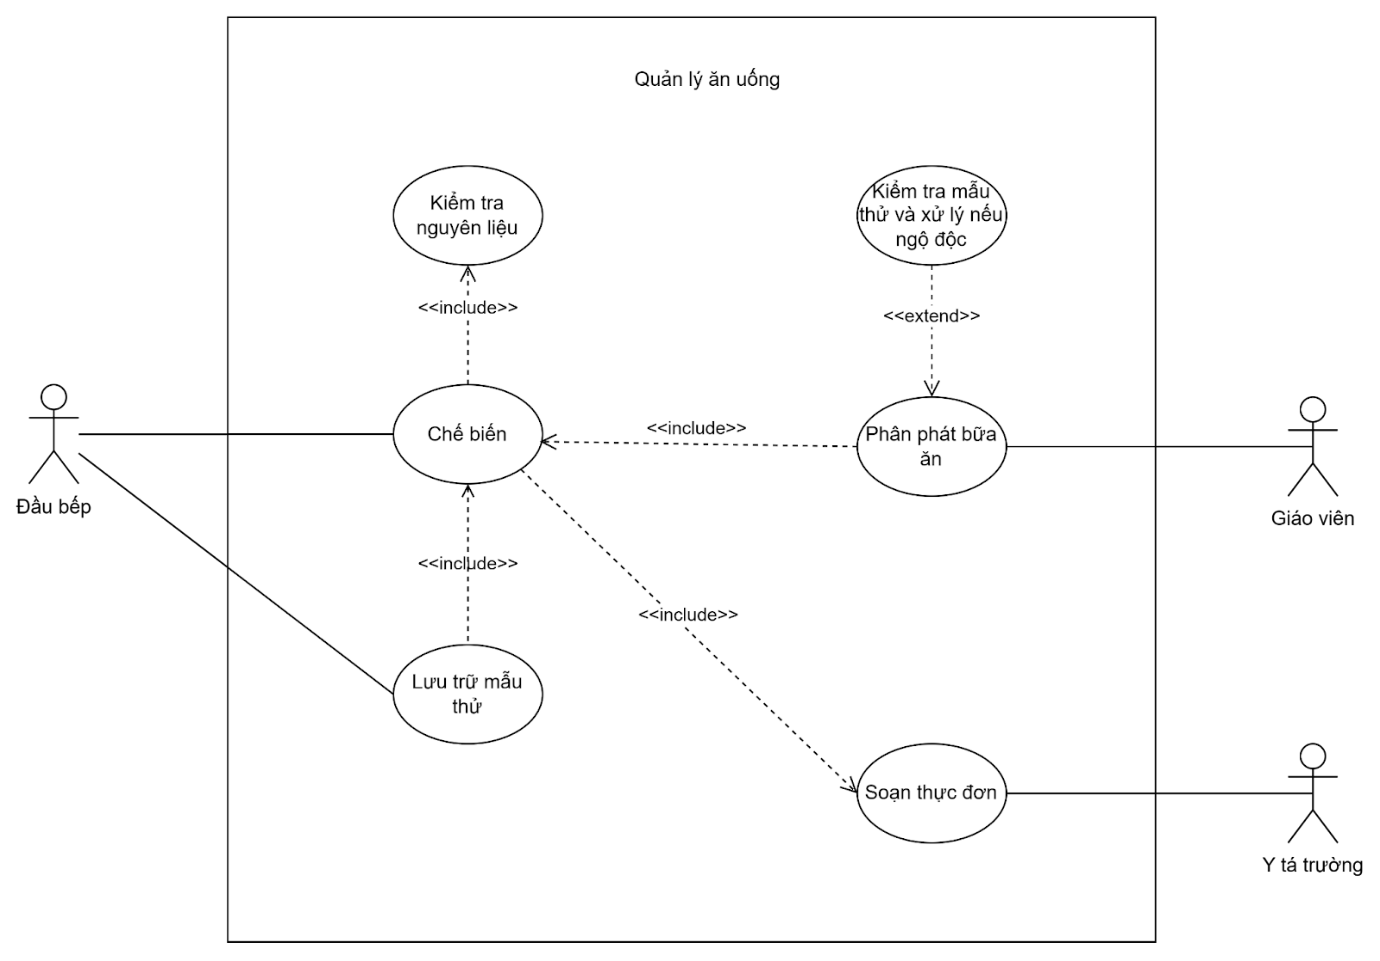 Quản lý ăn uống
Kiểm tra
nguyên liệu
Kiểm tra mẫu
thử và xử lý nếu
ngộ độc
<<include>>
<<extend>>
Chế biến
<<include>>
Phân phát bữa
ăn
Đầu bếp
Giáo viên
<<include>>
<<include>>
Lưu trữ mẫu
thử
Soạn thực đơn
Y tá trường